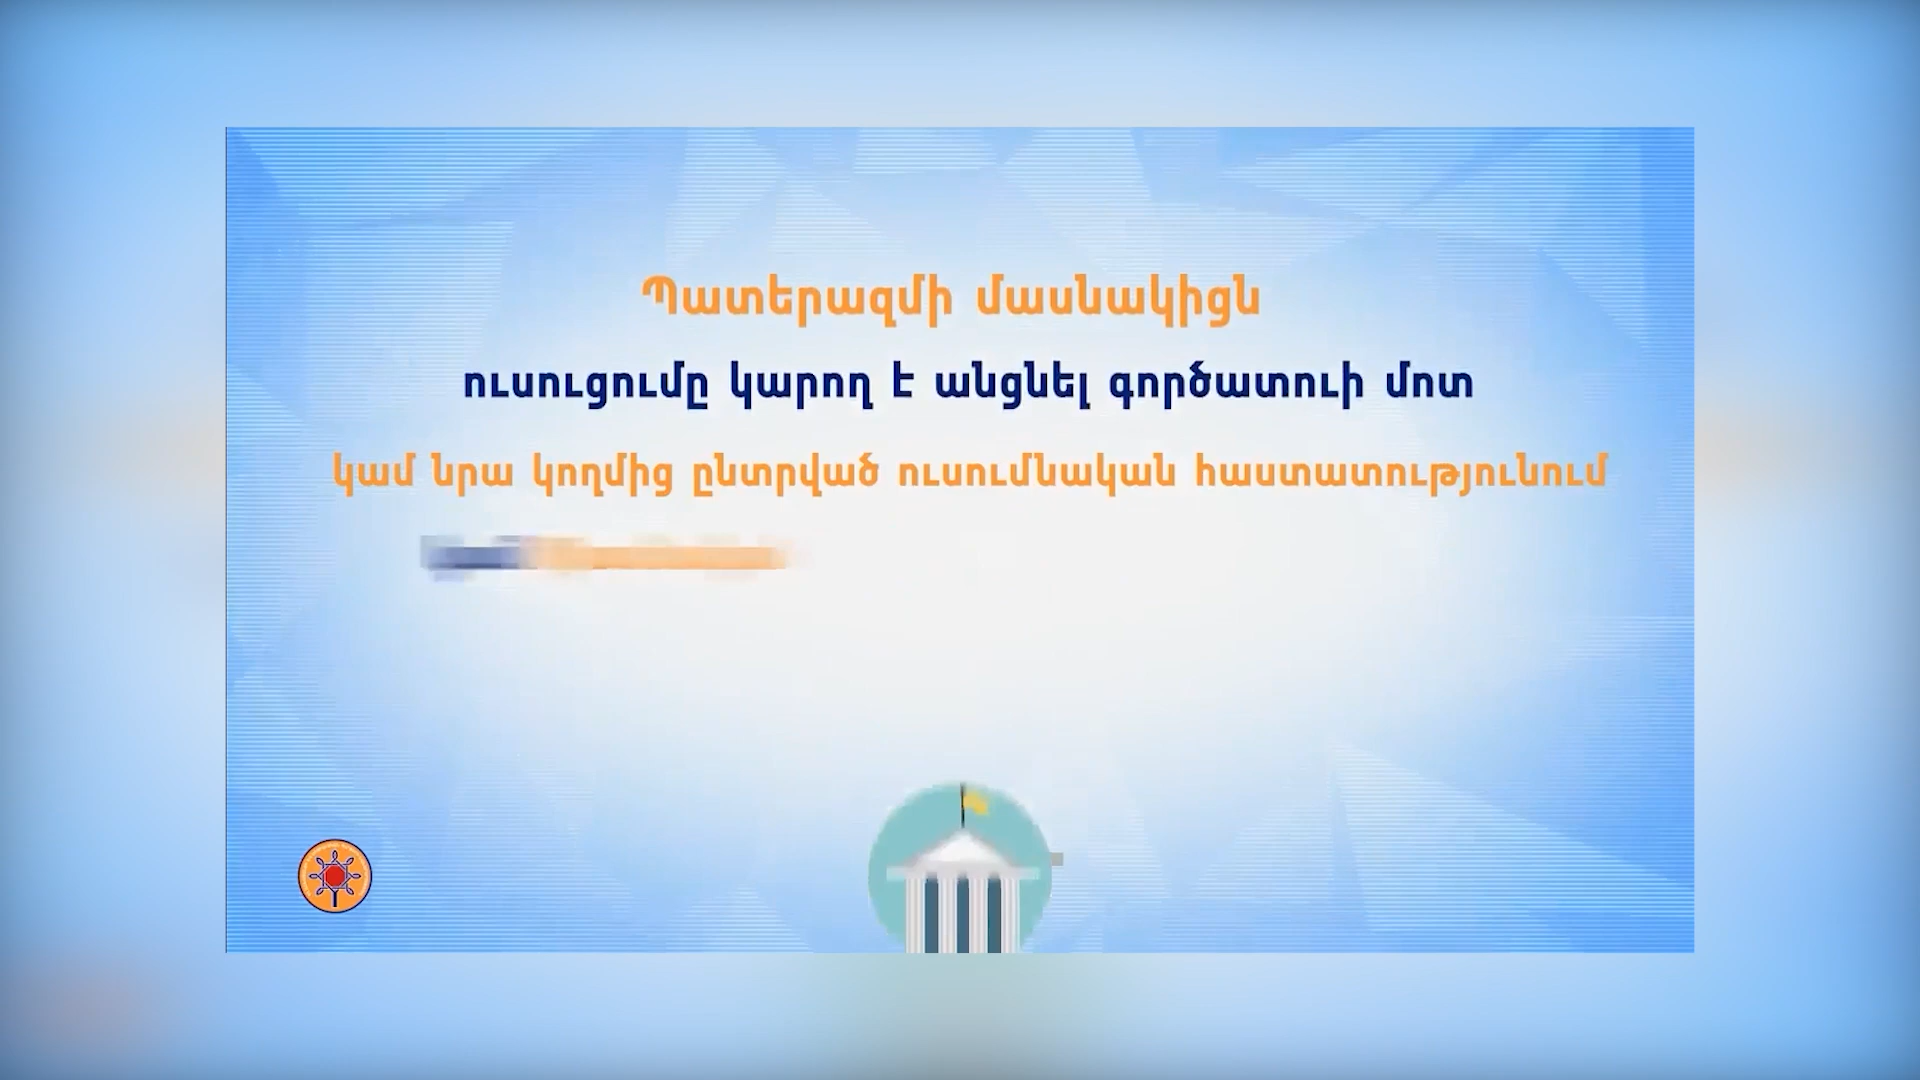 Պատերազմի մասնակիցն
ուսուցումը կարող է անցնել գործատուի մոտ
կամ նրա կողմից ընտրված ուսումնական հաստատությունում